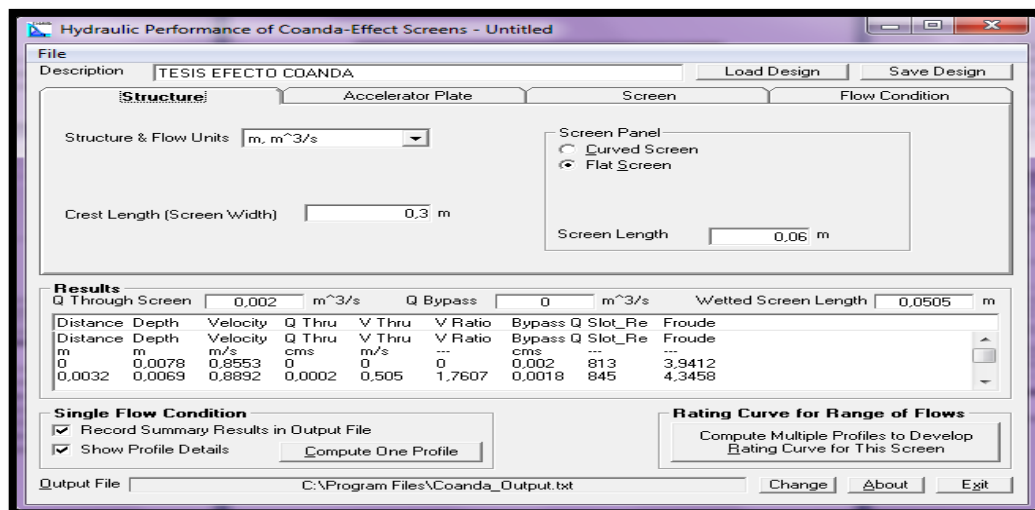 Hydraulic Performance of Coanda-Effect Screens - Untitled
File
Description TESIS EFECTO COANDA Load Design Save Design
Structure Accelerator Plate Screen Flow Condition
Structure & Flow Units m, m^3/s
Screen Panel
Curved Screen
Flat Screen
Crest Length (Screen Width) 0,3 m
Screen Length 0,06 m
Results
Q Through Screen 0,002 m^3/s Q Bypass 0 m^3/s Wetted Screen Length 0,0505 m
Distance Depth Velocity Q Thru V Thru V Ratio Bypass Q Slot_Re Froude
Distance Depth Velocity Q Thru V Thru V Ratio Bypass Q Slot_Re Froude
m m m/s cms m/s --- cms --- ---
0 0,0078 0,8553 0 0 0 0,002 813 3,9412
0,0032 0,0069 0,8892 0,0002 0,505 1,7607 0,0018 845 4,3458
Single Flow Condition
Record Summary Results in Output File
Show Profile Details Compute One Profile
Rating Curve for Range of Flows
Compute Multiple Profiles to Develop
Rating Curve for This Screen
Output File C:\Program Files\Coanda_Output.txt Change About Exit